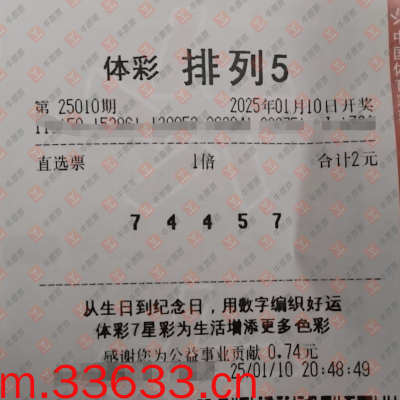 体彩 排列5
第 25010期 2025年01月10日开奖
直选票 1倍 合计2元
7 4 4 5 7
从生日到纪念日，用数字编织好运
体彩7星彩为生活增添更多色彩
感谢您为公益事业贡献 0.74元
25/01/10 20:48:49
m.33633.cn